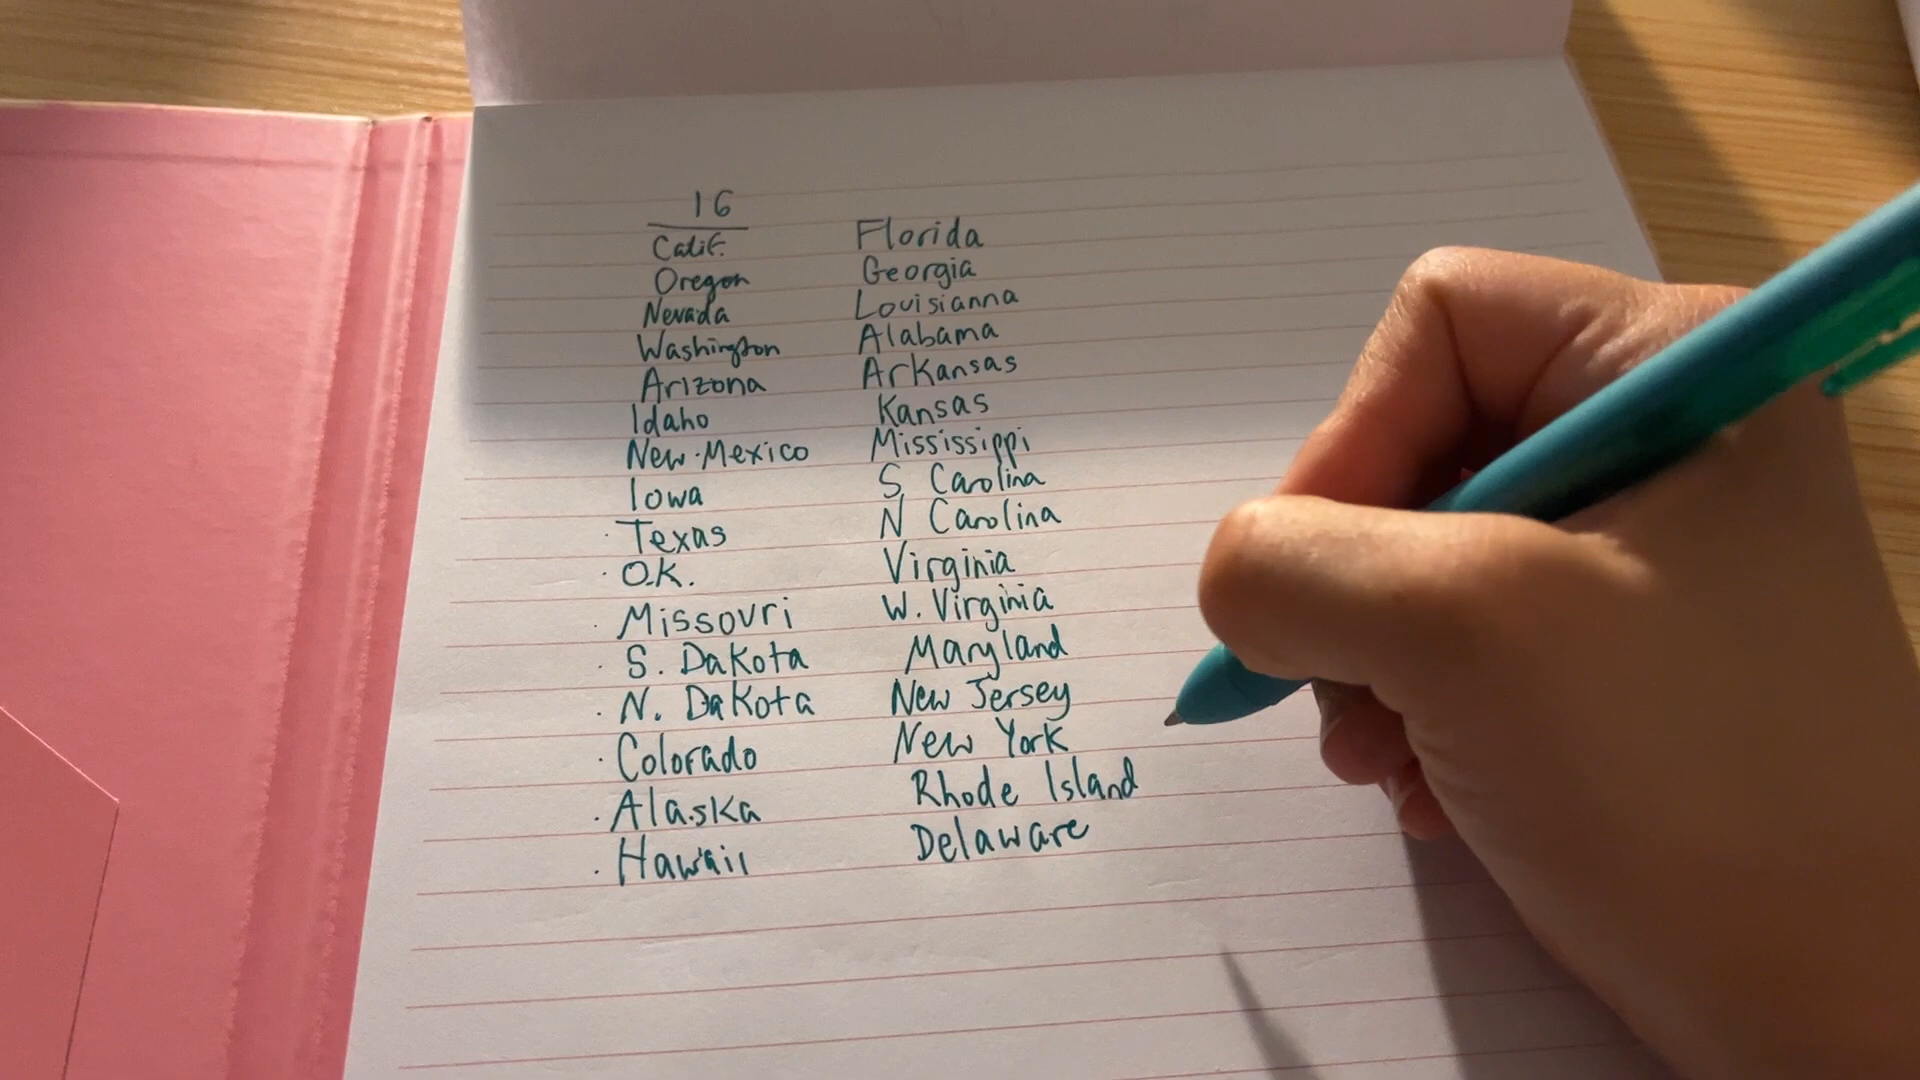 16
Calif.
Oregon
Nevada
Washington
Arizona
Idaho
New Mexico
Iowa
Texas
O.K.
Missouri
S. Dakota
N. Dakota
Colorado
Alaska
Hawaii
Florida
Georgia
Louisianna
Alabama
Arkansas
Kansas
Mississippi
S Carolina
N Carolina
Virginia
W. Virginia
Maryland
New Jersey
New York
Rhode Island
Delaware